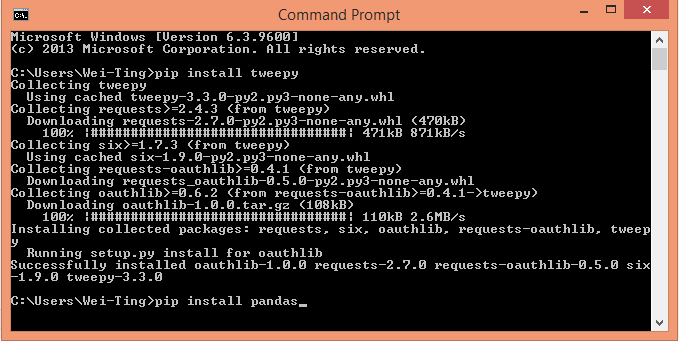 Command Prompt
Microsoft Windows [Version 6.3.9600]
(c) 2013 Microsoft Corporation. All rights reserved.
C:\Users\Wei-Ting>pip install tweepy
Collecting tweepy
Using cached tweepy-3.3.0-py2.py3-none-any.whl
Collecting requests>=2.4.3 (from tweepy)
Downloading requests-2.7.0-py2.py3-none-any.whl (470kB)
100% |################################| 471kB 871kB/s
Collecting six>=1.7.3 (from tweepy)
Using cached six-1.9.0-py2.py3-none-any.whl
Collecting requests-oauthlib>=0.4.1 (from tweepy)
Downloading requests_oauthlib-0.5.0-py2.py3-none-any.whl
Collecting oauthlib>=0.6.2 (from requests-oauthlib>=0.4.1->tweepy)
Downloading oauthlib-1.0.0.tar.gz (108kB)
100% |################################| 110kB 2.6MB/s
Installing collected packages: requests, six, oauthlib, requests-oauthlib, tweep
y
Running setup.py install for oauthlib
Successfully installed oauthlib-1.0.0 requests-2.7.0 requests-oauthlib-0.5.0 six
-1.9.0 tweepy-3.3.0
C:\Users\Wei-Ting>pip install pandas_